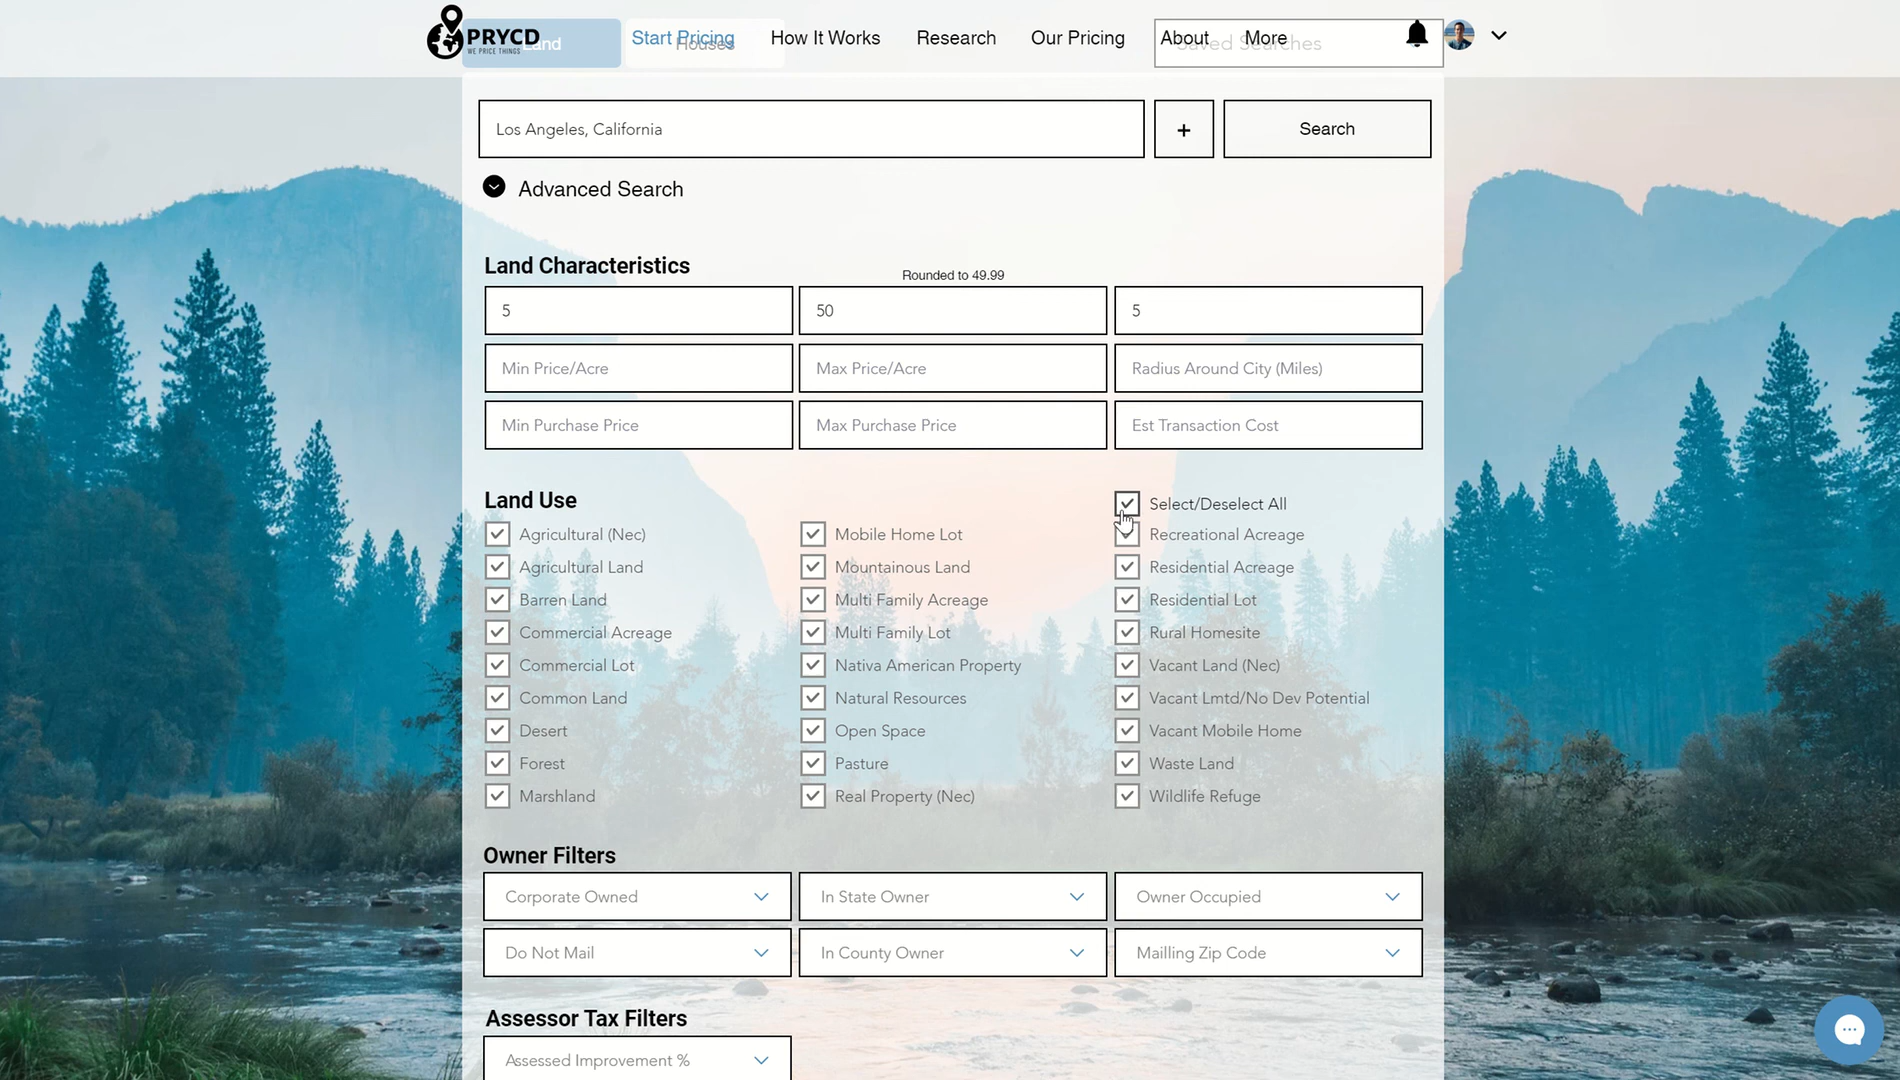 PRYCD
WE PRICE THINGS
Land
Start Pricing
Houses
How It Works
Research
Our Pricing
About
More
Saved Searches
Los Angeles, California
+
Search
Advanced Search
Land Characteristics
Rounded to 49.99
5
50
5
Min Price/Acre
Max Price/Acre
Radius Around City (Miles)
Min Purchase Price
Max Purchase Price
Est Transaction Cost
Land Use
Select/Deselect All
Agricultural (Nec)
Mobile Home Lot
Recreational Acreage
Agricultural Land
Mountainous Land
Residential Acreage
Barren Land
Multi Family Acreage
Residential Lot
Commercial Acreage
Multi Family Lot
Rural Homesite
Commercial Lot
Nativa American Property
Vacant Land (Nec)
Common Land
Natural Resources
Vacant Lmtd/No Dev Potential
Desert
Open Space
Vacant Mobile Home
Forest
Pasture
Waste Land
Marshland
Real Property (Nec)
Wildlife Refuge
Owner Filters
Corporate Owned
In State Owner
Owner Occupied
Do Not Mail
In County Owner
Mailling Zip Code
Assessor Tax Filters
Assessed Improvement %